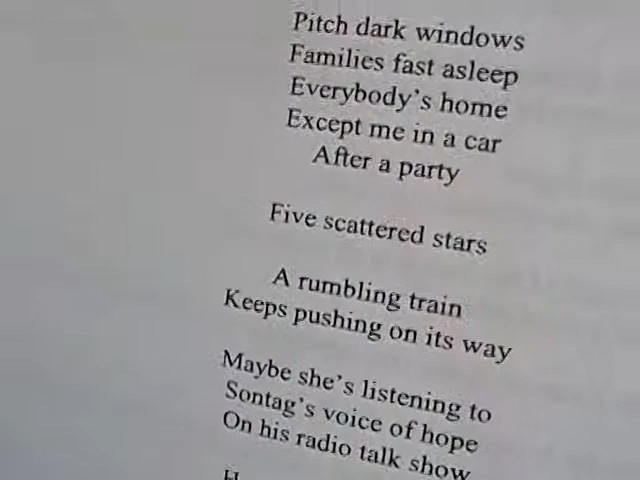 Pitch dark windows
Families fast asleep
Everybody's home
Except me in a car
After a party
Five scattered stars
A rumbling train
Keeps pushing on its way
Maybe she's listening to
Sontag's voice of hope
On his radio talk show